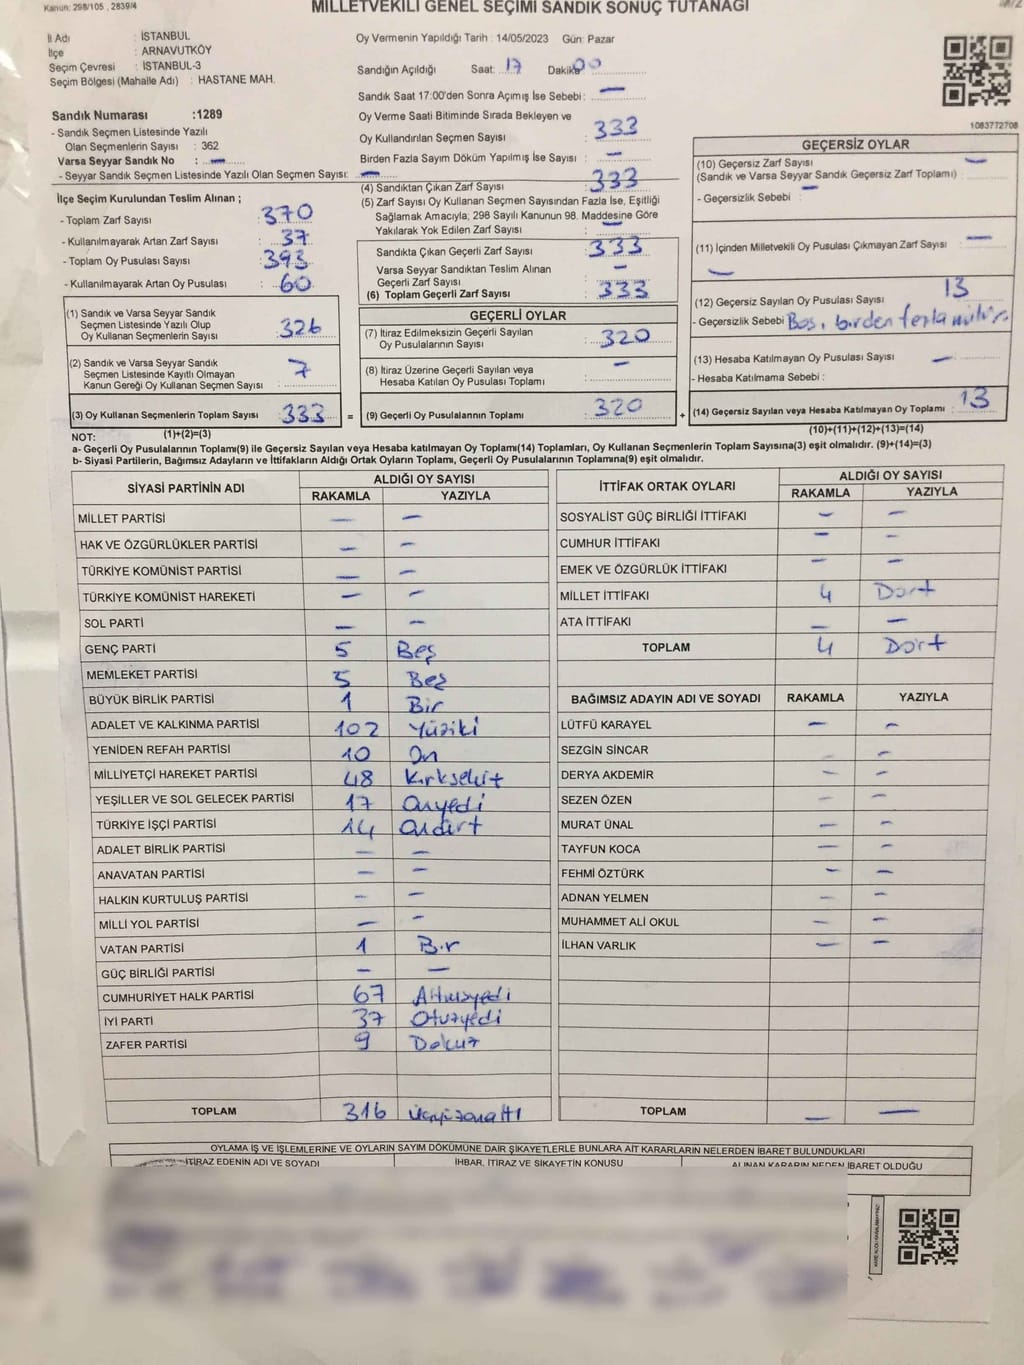 Kanun: 298/105 , 2839/4
MİLLETVEKİLİ GENEL SEÇİMİ SANDIK SONUÇ TUTANAĞI
İl Adı : İSTANBUL
İlçe : ARNAVUTKÖY
Seçim Çevresi : İSTANBUL-3
Seçim Bölgesi (Mahalle Adı) : HASTANE MAH.
Sandık Numarası :1289
- Sandık Seçmen Listesinde Yazılı
Olan Seçmenlerin Sayısı : 362
Varsa Seyyar Sandık No : —
- Seyyar Sandık Seçmen Listesinde Yazılı Olan Seçmen Sayısı: —
Oy Vermenin Yapıldığı Tarih : 14/05/2023 Gün: Pazar
Sandığın Açıldığı Saat: 17 Dakika 00
Sandık Saat 17:00'den Sonra Açımış İse Sebebi : —
Oy Verme Saati Bitiminde Sırada Bekleyen ve
Oy Kullandırılan Seçmen Sayısı : 333
Birden Fazla Sayım Döküm Yapılmış İse Sayısı : —
1083772708
İlçe Seçim Kurulundan Teslim Alınan ;
- Toplam Zarf Sayısı : 370
- Kullanılmayarak Artan Zarf Sayısı : 37
- Toplam Oy Pusulası Sayısı : 393
- Kullanılmayarak Artan Oy Pusulası : 60
(4) Sandıktan Çıkan Zarf Sayısı : 333
(5) Zarf Sayısı Oy Kullanan Seçmen Sayısından Fazla İse, Eşitliği
Sağlamak Amacıyla; 298 Sayılı Kanunun 98. Maddesine Göre
Yakılarak Yok Edilen Zarf Sayısı : —
Sandıkta Çıkan Geçerli Zarf Sayısı : 333
Varsa Seyyar Sandıktan Teslim Alınan
Geçerli Zarf Sayısı : —
(6) Toplam Geçerli Zarf Sayısı : 333
GEÇERSİZ OYLAR
(10) Geçersiz Zarf Sayısı —
(Sandık ve Varsa Seyyar Sandık Geçersiz Zarf Toplamı) :
- Geçersizlik Sebebi : —
(11) İçinden Milletvekili Oy Pusulası Çıkmayan Zarf Sayısı : —
—
(12) Geçersiz Sayılan Oy Pusulası Sayısı : 13
- Geçersizlik Sebebi Boş, birden fazla mühür.
(13) Hesaba Katılmayan Oy Pusulası Sayısı : —
- Hesaba Katılmama Sebebi :
(1) Sandık ve Varsa Seyyar Sandık
Seçmen Listesinde Yazılı Olup
Oy Kullanan Seçmenlerin Sayısı : 326
(2) Sandık ve Varsa Seyyar Sandık
Seçmen Listesinde Kayıtlı Olmayan
Kanun Gereği Oy Kullanan Seçmen Sayısı : 7
GEÇERLİ OYLAR
(7) İtiraz Edilmeksizin Geçerli Sayılan
Oy Pusulalarının Sayısı : 320
(8) İtiraz Üzerine Geçerli Sayılan veya
Hesaba Katılan Oy Pusulası Toplamı : —
(3) Oy Kullanan Seçmenlerin Toplam Sayısı : 333 = (9) Geçerli Oy Pusulalarının Toplamı : 320 + (14) Geçersiz Sayılan veya Hesaba Katılmayan Oy Toplamı : 13
NOT: (1)+(2)=(3) (10)+(11)+(12)+(13)=(14)
a- Geçerli Oy Pusulalarının Toplamı(9) ile Geçersiz Sayılan veya Hesaba katılmayan Oy Toplamı(14) Toplamları, Oy Kullanan Seçmenlerin Toplam Sayısına(3) eşit olmalıdır. (9)+(14)=(3)
b- Siyasi Partilerin, Bağımsız Adayların ve İttifakların Aldığı Ortak Oyların Toplamı, Geçerli Oy Pusulalarının Toplamına(9) eşit olmalıdır.
SİYASİ PARTİNİN ADI ALDIĞI OY SAYISI
RAKAMLA YAZIYLA
MİLLET PARTİSİ — —
HAK VE ÖZGÜRLÜKLER PARTİSİ — —
TÜRKİYE KOMÜNİST PARTİSİ — —
TÜRKİYE KOMÜNİST HAREKETİ — —
SOL PARTİ — —
GENÇ PARTİ 5 Beş
MEMLEKET PARTİSİ 5 Beş
BÜYÜK BİRLİK PARTİSİ 1 Bir
ADALET VE KALKINMA PARTİSİ 102 Yüziki
YENİDEN REFAH PARTİSİ 10 On
MİLLİYETÇİ HAREKET PARTİSİ 48 Kırksekit
YEŞİLLER VE SOL GELECEK PARTİSİ 17 Onyedi
TÜRKİYE İŞÇİ PARTİSİ 14 Ondört
ADALET BİRLİK PARTİSİ — —
ANAVATAN PARTİSİ — —
HALKIN KURTULUŞ PARTİSİ — —
MİLLİ YOL PARTİSİ — —
VATAN PARTİSİ 1 Bir
GÜÇ BİRLİĞİ PARTİSİ — —
CUMHURİYET HALK PARTİSİ 67 Altmışyedi
İYİ PARTİ 37 Otuzyedi
ZAFER PARTİSİ 9 Dokuz
TOPLAM 316 üçyüzonaltı
İTTİFAK ORTAK OYLARI ALDIĞI OY SAYISI
RAKAMLA YAZIYLA
SOSYALİST GÜÇ BİRLİĞİ İTTİFAKI — —
CUMHUR İTTİFAKI — —
EMEK VE ÖZGÜRLÜK İTTİFAKI — —
MİLLET İTTİFAKI 4 Dört
ATA İTTİFAKI — —
TOPLAM 4 Dört
BAĞIMSIZ ADAYIN ADI VE SOYADI RAKAMLA YAZIYLA
LÜTFÜ KARAYEL — —
SEZGİN SİNCAR —
DERYA AKDEMİR — —
SEZEN ÖZEN — —
MURAT ÜNAL — —
TAYFUN KOCA — —
FEHMİ ÖZTÜRK — —
ADNAN YELMEN — —
MUHAMMET ALİ OKUL — —
İLHAN VARLIK — —
TOPLAM — —
OYLAMA İŞ VE İŞLEMLERİNE VE OYLARIN SAYIM DÖKÜMÜNE DAİR ŞİKAYETLERLE BUNLARA AİT KARARLARIN NELERDEN İBARET BULUNDUKLARI
İTİRAZ EDENİN ADI VE SOYADI İHBAR, İTİRAZ VE ŞİKAYETİN KONUSU ALINAN KARARIN NEDEN İBARET OLDUĞU